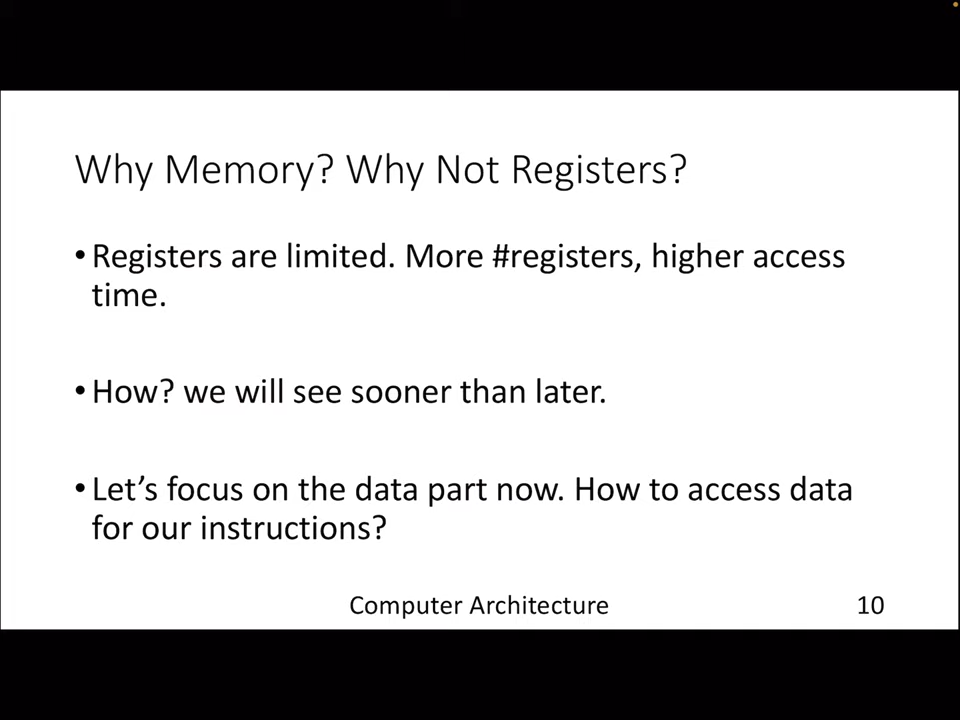 Why Memory? Why Not Registers?
•Registers are limited. More #registers, higher access
time.
•How? we will see sooner than later.
•Let’s focus on the data part now. How to access data
for our instructions?
Computer Architecture
10